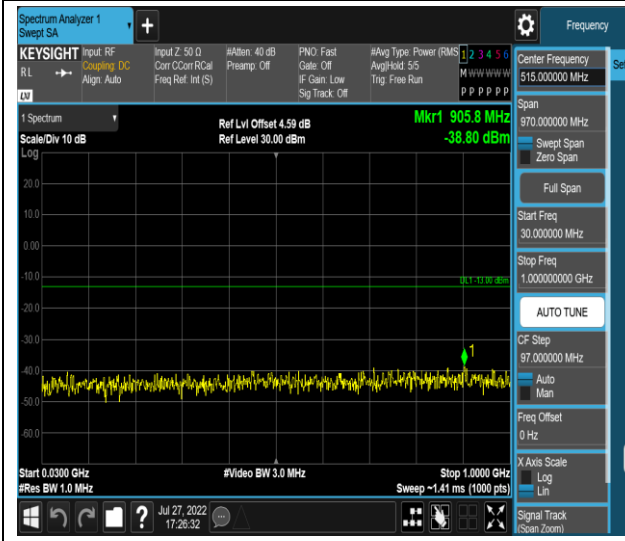 Spectrum Analyzer 1
Swept SA
Frequency
KEYSIGHT
RL
LXI
Input: RF
Coupling: DC
Align: Auto
Input Z: 50 Ω
Corr CCorr RCal
Freq Ref: Int (S)
#Atten: 40 dB
Preamp: Off
PNO: Fast
Gate: Off
IF Gain: Low
Sig Track: Off
#Avg Type: Power (RMS
Avg|Hold: 5/5
Trig: Free Run
1 2 3 4 5 6
M W W W W W
P P P P P P
1 Spectrum
Scale/Div 10 dB
Log
Ref Lvl Offset 4.59 dB
Ref Level 30.00 dBm
Mkr1 905.8 MHz
-38.80 dBm
20.0
10.0
0.00
-10.0
DL1 -13.00 dBm
-20.0
-30.0
1
-40.0
-50.0
-60.0
Start 0.0300 GHz
#Res BW 1.0 MHz
#Video BW 3.0 MHz
Stop 1.0000 GHz
Sweep ~1.41 ms (1000 pts)
?
Jul 27, 2022
17:26:32
Center Frequency
515.000000 MHz
Set
Span
970.000000 MHz
Swept Span
Zero Span
Full Span
Start Freq
30.000000 MHz
Stop Freq
1.000000000 GHz
AUTO TUNE
CF Step
97.000000 MHz
Auto
Man
Freq Offset
0 Hz
X Axis Scale
Log
Lin
Signal Track
(Span Zoom)